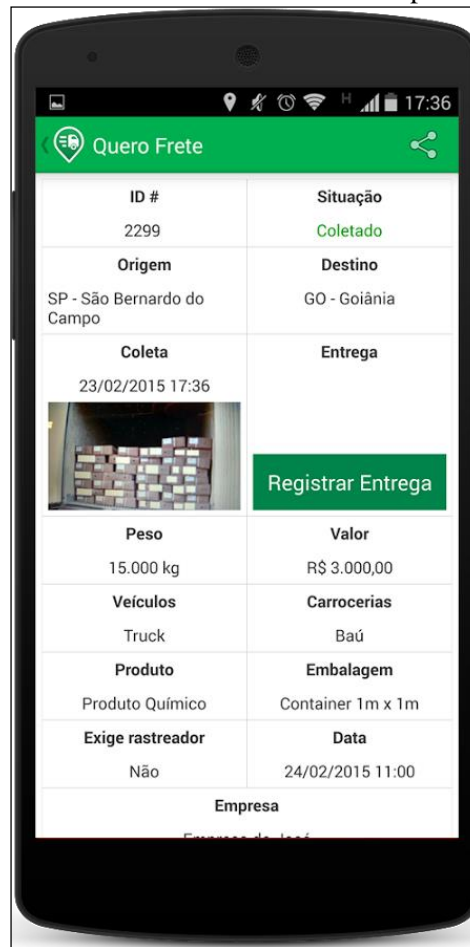 H 17:36
Quero Frete
ID # Situação
2299 Coletado
Origem Destino
SP - São Bernardo do GO - Goiânia
Campo
Coleta Entrega
23/02/2015 17:36
Registrar Entrega
Peso Valor
15.000 kg R$ 3.000,00
Veículos Carrocerias
Truck Baú
Produto Embalagem
Produto Químico Container 1m x 1m
Exige rastreador Data
Não 24/02/2015 11:00
Empresa